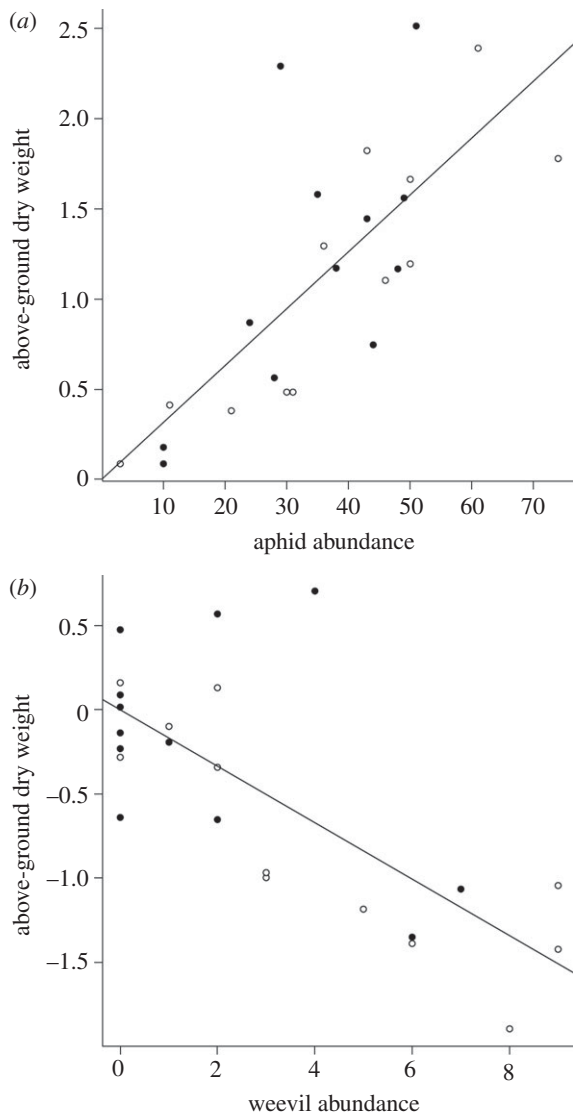 (a)
2.5
2.0
1.5
1.0
0.5
0
above-ground dry weight
10 20 30 40 50 60 70
aphid abundance
(b)
0.5
0
−0.5
−1.0
−1.5
above-ground dry weight
0 2 4 6 8
weevil abundance